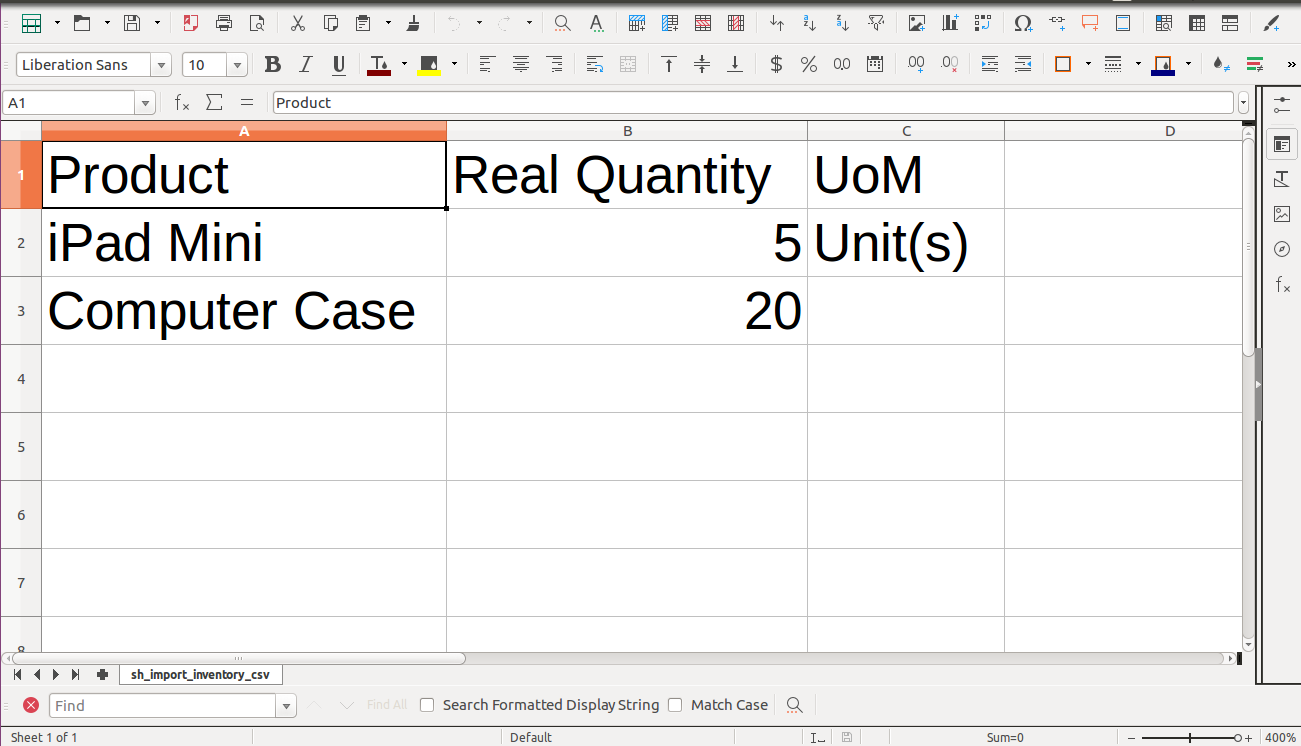 Liberation Sans 10
A1 Product
A B C D
1 Product Real Quantity UoM
2 iPad Mini 5 Unit(s)
3 Computer Case 20
4
5
6
7
8
sh_import_inventory_csv
Find Find All Search Formatted Display String Match Case
Sheet 1 of 1 Default Sum=0 400%